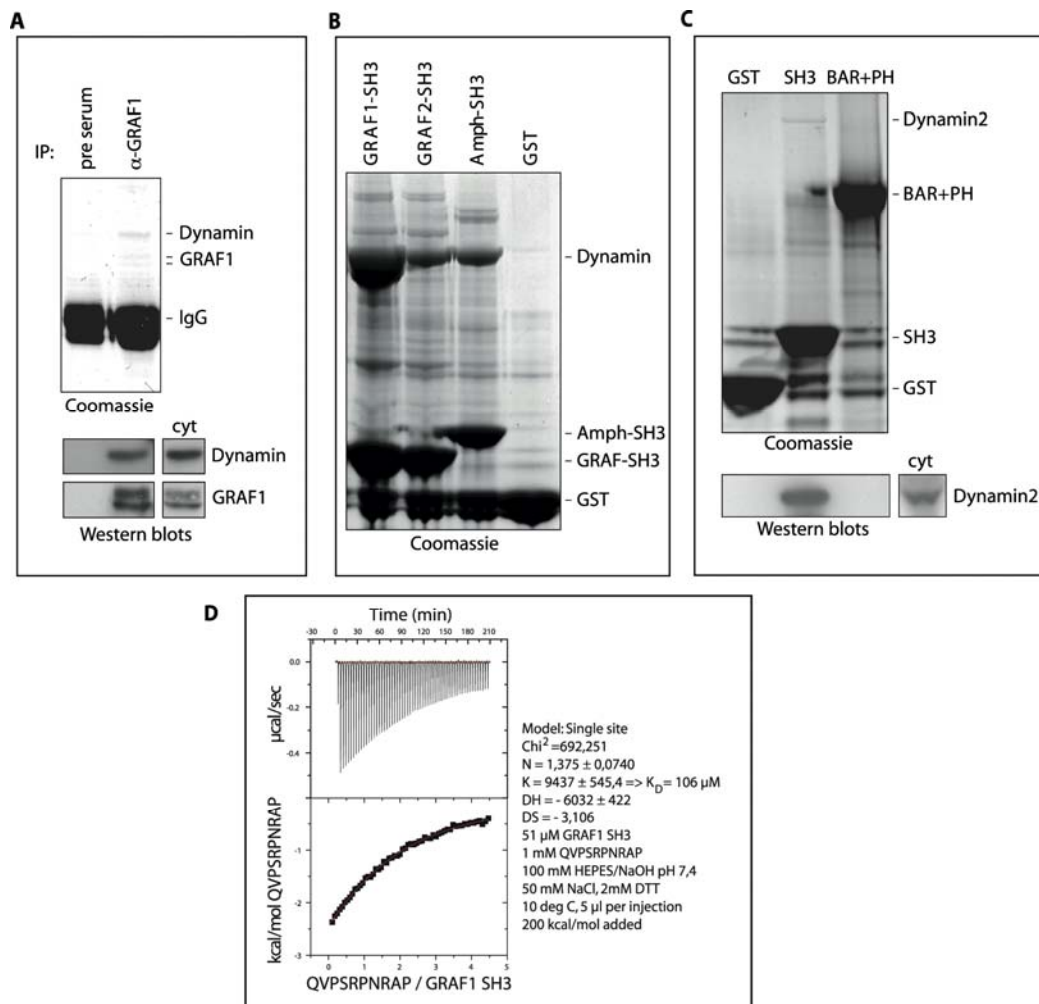 A
IP:
pre serum
α-GRAF1
Dynamin
GRAF1
IgG
Coomassie
cyt
Dynamin
GRAF1
Western blots
B
GRAF1-SH3
GRAF2-SH3
Amph-SH3
GST
Dynamin
Amph-SH3
GRAF-SH3
GST
Coomassie
C
GST SH3 BAR+PH
Dynamin2
BAR+PH
SH3
GST
Coomassie
cyt
Dynamin2
Western blots
D
Time (min)
-30 0 30 60 90 120 150 180 210
0.0
-0.2
-0.4
µcal/sec
-1
-2
-3
kcal/mol QVPSRPNRAP
0 1 2 3 4 5
QVPSRPNRAP / GRAF1 SH3
Model: Single site
Chi² =692,251
N = 1,375 ± 0,0740
K = 9437 ± 545,4 => K_D = 106 µM
DH = - 6032 ± 422
DS = - 3,106
51 µM GRAF1 SH3
1 mM QVPSRPNRAP
100 mM HEPES/NaOH pH 7,4
50 mM NaCl, 2mM DTT
10 deg C, 5 µl per injection
200 kcal/mol added